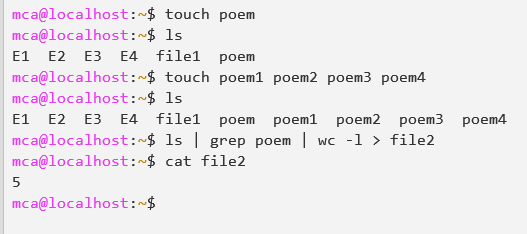 mca@localhost:~$ touch poem
mca@localhost:~$ ls
E1  E2  E3  E4  file1  poem
mca@localhost:~$ touch poem1 poem2 poem3 poem4
mca@localhost:~$ ls
E1  E2  E3  E4  file1  poem  poem1  poem2  poem3  poem4
mca@localhost:~$ ls | grep poem | wc -l > file2
mca@localhost:~$ cat file2
5
mca@localhost:~$